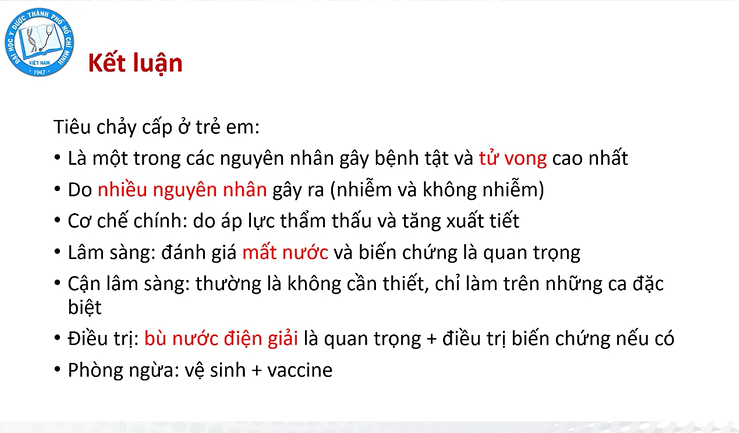 ĐẠI HỌC Y DƯỢC THÀNH PHỐ HỒ CHÍ MINH
VIỆT NAM
1947
Kết luận
Tiêu chảy cấp ở trẻ em:
• Là một trong các nguyên nhân gây bệnh tật và tử vong cao nhất
• Do nhiều nguyên nhân gây ra (nhiễm và không nhiễm)
• Cơ chế chính: do áp lực thẩm thấu và tăng xuất tiết
• Lâm sàng: đánh giá mất nước và biến chứng là quan trọng
• Cận lâm sàng: thường là không cần thiết, chỉ làm trên những ca đặc
biệt
• Điều trị: bù nước điện giải là quan trọng + điều trị biến chứng nếu có
• Phòng ngừa: vệ sinh + vaccine